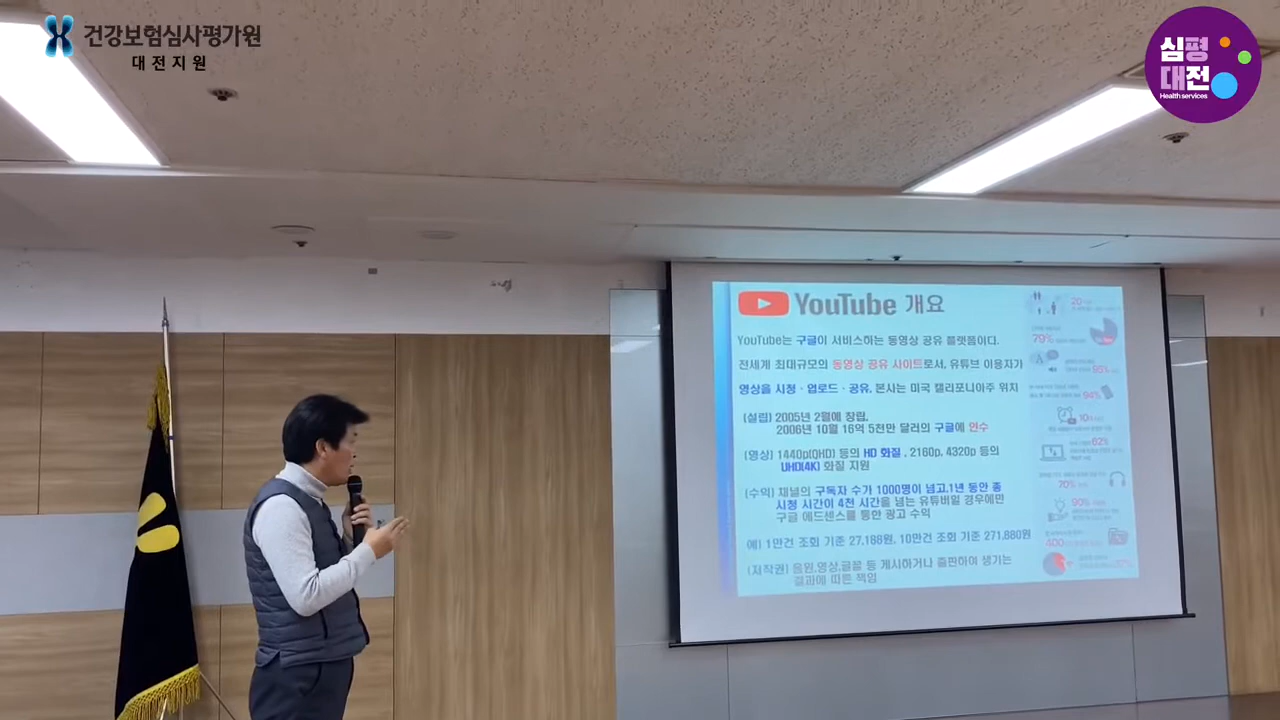 건강보험심사평가원
대전지원
심평
대전
Health services
YouTube 개요
YouTube는 구글이 서비스하는 동영상 공유 플랫폼이다.
전세계 최대규모의 동영상 공유 사이트로서, 유튜브 이용자가
영상을 시청 · 업로드 · 공유, 본사는 미국 캘리포니아주 위치
(설립) 2005년 2월에 창립,
2006년 10월 16억 5천만 달러의 구글에 인수
(영상) 1440p(QHD) 등의 HD 화질 , 2160p, 4320p 등의
UHD(4K) 화질 지원
(수익) 채널의 구독자 수가 1000명이 넘고,1년 동안 총
시청 시간이 4천 시간을 넘는 유튜버일 경우에만
구글 에드센스를 통한 광고 수익
예) 1만건 조회 기준 27,188원, 10만건 조회 기준 271,880원
(저작권) 음원,영상,글꼴 등 게시하거나 출판하여 생기는
결과에 따른 책임
20
79%
95%
94%
10
62%
70%
90%
400